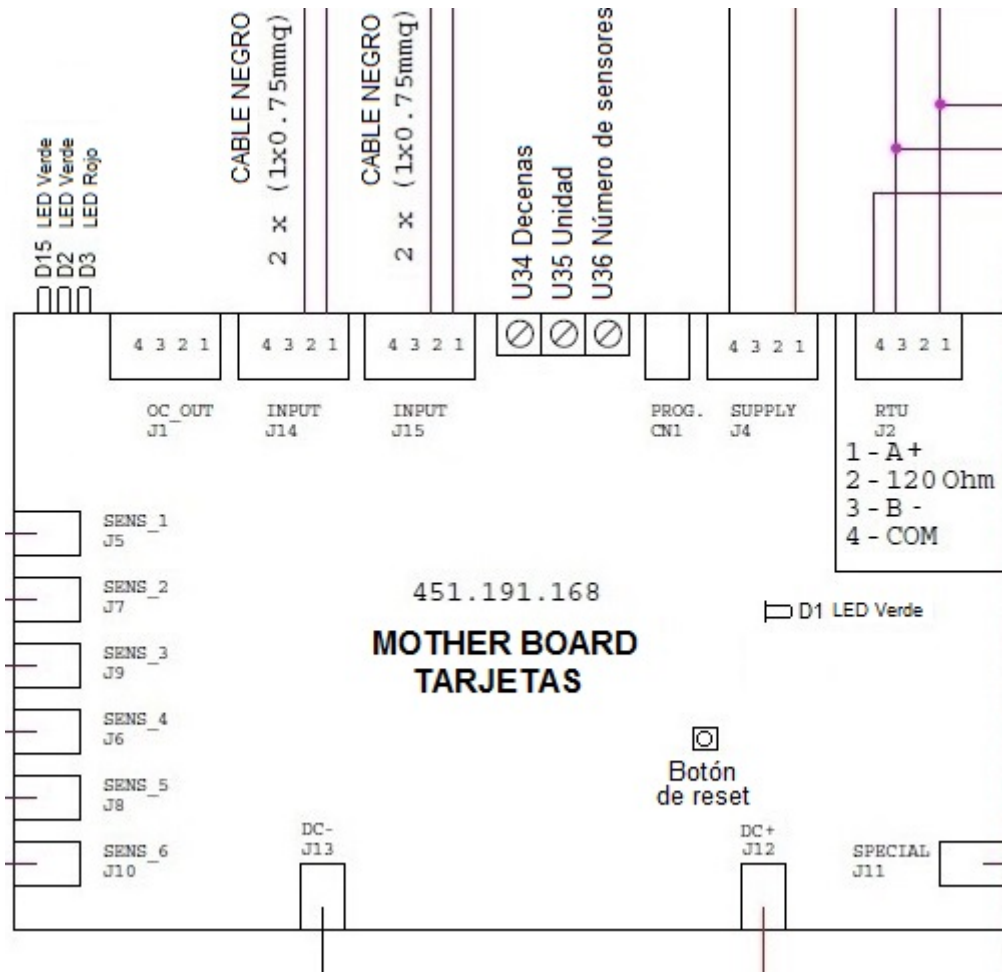 CABLE NEGRO
2 x (1x0.75mmq)
CABLE NEGRO
2 x (1x0.75mmq)
U34 Decenas
U35 Unidad
U36 Número de sensores
D15 LED Verde
D2 LED Verde
D3 LED Rojo
4 3 2 1
4 3 2 1
4 3 2 1
4 3 2 1
4 3 2 1
OC_OUT
J1
INPUT
J14
INPUT
J15
PROG.
CN1
SUPPLY
J4
RTU
J2
1 - A+
2 - 120 Ohm
3 - B -
4 - COM
SENS_1
J5
SENS_2
J7
SENS_3
J9
SENS_4
J6
SENS_5
J8
SENS_6
J10
451.191.168
MOTHER BOARD
TARJETAS
D1 LED Verde
Botón
de reset
DC-
J13
DC+
J12
SPECIAL
J11